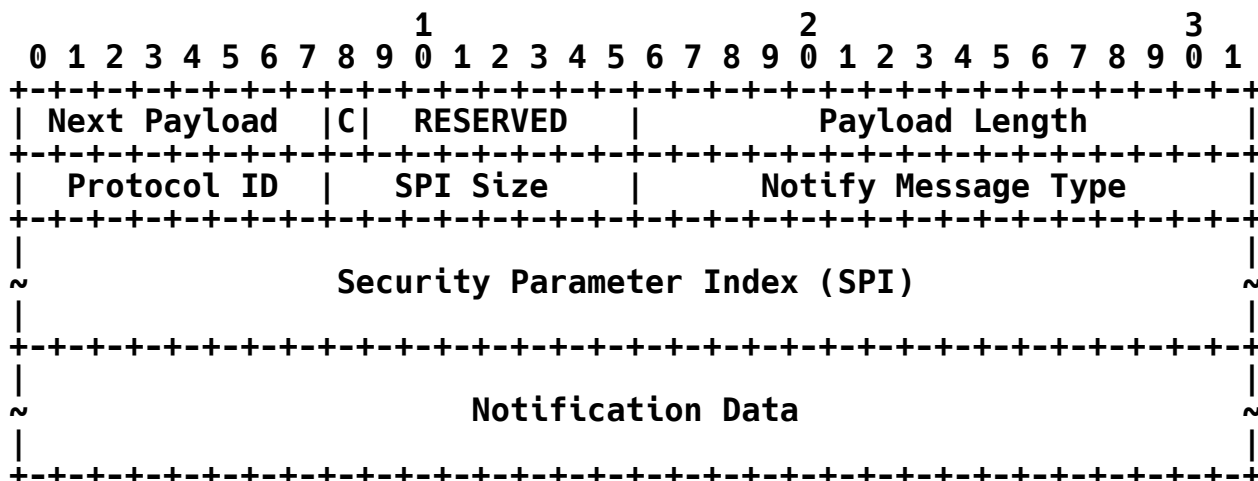 1                   2                   3
 0 1 2 3 4 5 6 7 8 9 0 1 2 3 4 5 6 7 8 9 0 1 2 3 4 5 6 7 8 9 0 1
+-+-+-+-+-+-+-+-+-+-+-+-+-+-+-+-+-+-+-+-+-+-+-+-+-+-+-+-+-+-+-+-+
| Next Payload  |C|  RESERVED   |         Payload Length        |
+-+-+-+-+-+-+-+-+-+-+-+-+-+-+-+-+-+-+-+-+-+-+-+-+-+-+-+-+-+-+-+-+
|  Protocol ID  |   SPI Size    |      Notify Message Type      |
+-+-+-+-+-+-+-+-+-+-+-+-+-+-+-+-+-+-+-+-+-+-+-+-+-+-+-+-+-+-+-+-+
|                                                               |
~                Security Parameter Index (SPI)                 ~
|                                                               |
+-+-+-+-+-+-+-+-+-+-+-+-+-+-+-+-+-+-+-+-+-+-+-+-+-+-+-+-+-+-+-+-+
|                                                               |
~                       Notification Data                       ~
|                                                               |
+-+-+-+-+-+-+-+-+-+-+-+-+-+-+-+-+-+-+-+-+-+-+-+-+-+-+-+-+-+-+-+-+